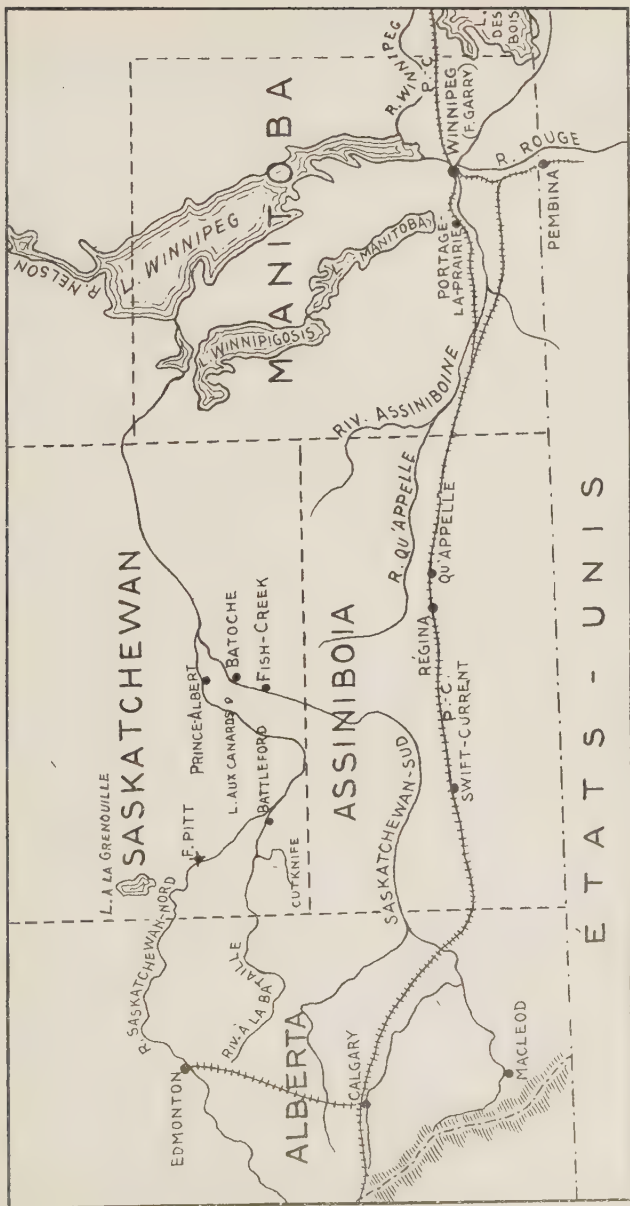 R. NELSON
L. WINNIPEG
L. WINNIPIGOSIS
MANITOBA
L. MANITOBA
R. WINNIPEG
P.-C.
L.
DES
BOIS
WINNIPEG
(F. GARRY)
R. ROUGE
PEMBINA
PORTAGE-
LA-PRAIRIE
RIV. ASSINIBOINE
R. QU'APPELLE
QU'APPELLE
RÉGINA
P.-C.
SWIFT-CURRENT
ASSINIBOIA
SASKATCHEWAN-SUD
SASKATCHEWAN
L. A LA GRENOUILLE
F. PITT
PRINCE-ALBERT
BATOCHE
L. AUX CANARDS
FISH-CREEK
BATTLEFORD
CUTKNIFE
R. SASKATCHEWAN-NORD
RIV. À LA BATAILLE
EDMONTON
ALBERTA
CALGARY
MACLEOD
ÉTATS - UNIS